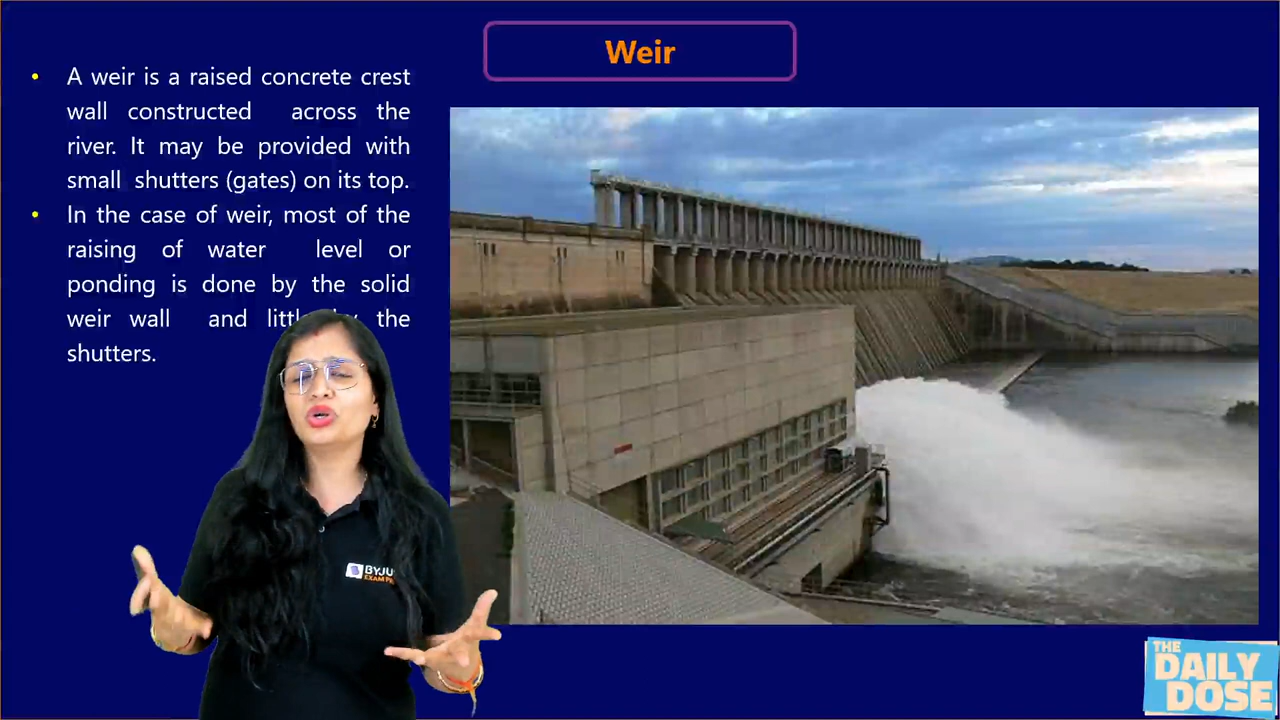 Weir
• A weir is a raised concrete crest
wall constructed across the
river. It may be provided with
small shutters (gates) on its top.
• In the case of weir, most of the
raising of water level or
ponding is done by the solid
weir wall and the
shutters.
EXAM
THE
DAILY
DOSE